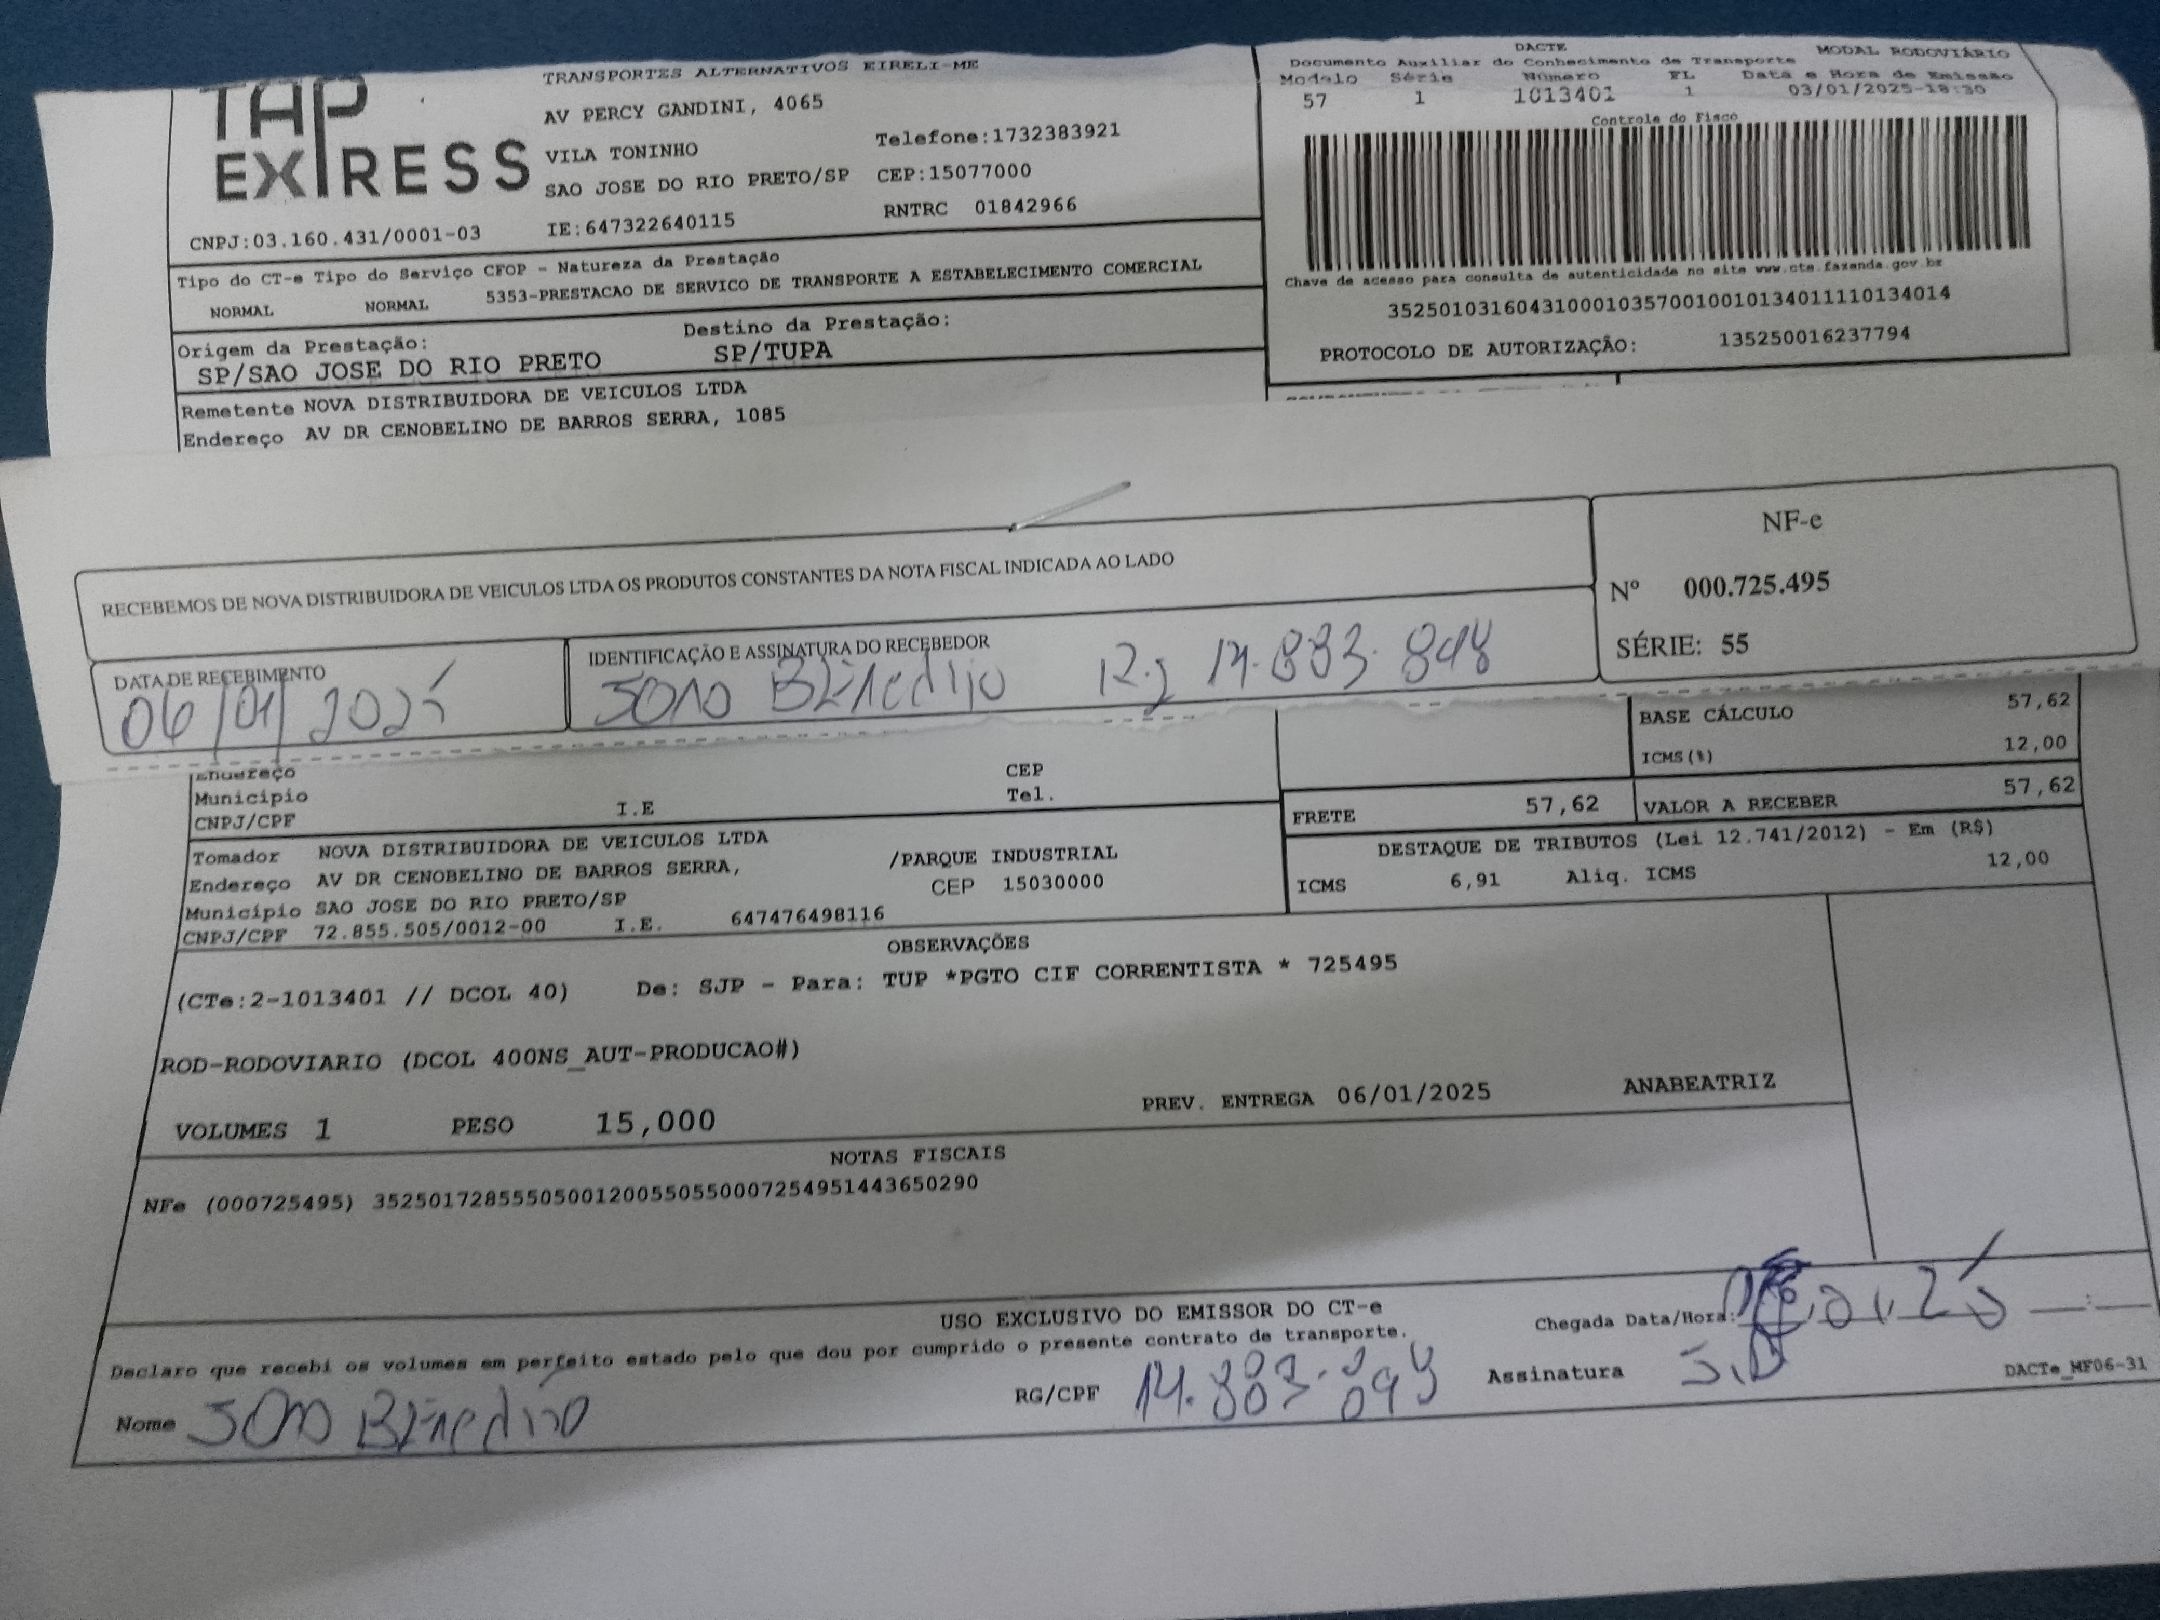 TAP EXPRESS
TRANSPORTES ALTERNATIVOS EIRELI-ME
AV PERCY GANDINI, 4065
VILA TONINHO Telefone:1732383921
SAO JOSE DO RIO PRETO/SP CEP:15077000
CNPJ:03.160.431/0001-03 IE:647322640115 RNTRC 01842966
DACTE MODAL RODOVIÁRIO
Documento Auxiliar do Conhecimento de Transporte
Modelo Série Número FL Data e Hora de Emissão
57 1 1013401 1 03/01/2025-18:30
Controle do Fisco
Chave de acesso para consulta de autenticidade no site www.cte.fazenda.gov.br
35250103160431000103570010010134011110134014
PROTOCOLO DE AUTORIZAÇÃO: 135250016237794
Tipo do CT-e Tipo do Serviço CFOP - Natureza da Prestação
NORMAL NORMAL 5353-PRESTACAO DE SERVICO DE TRANSPORTE A ESTABELECIMENTO COMERCIAL
Origem da Prestação: Destino da Prestação:
SP/SAO JOSE DO RIO PRETO SP/TUPA
Remetente NOVA DISTRIBUIDORA DE VEICULOS LTDA
Endereço AV DR CENOBELINO DE BARROS SERRA, 1085
RECEBEMOS DE NOVA DISTRIBUIDORA DE VEICULOS LTDA OS PRODUTOS CONSTANTES DA NOTA FISCAL INDICADA AO LADO
NF-e
Nº 000.725.495
SÉRIE: 55
DATA DE RECEBIMENTO IDENTIFICAÇÃO E ASSINATURA DO RECEBEDOR
06/01/2025
BASE CÁLCULO 57,62
ICMS(%) 12,00
Endereço CEP
Município Tel.
CNPJ/CPF I.E
FRETE 57,62 VALOR A RECEBER 57,62
DESTAQUE DE TRIBUTOS (Lei 12.741/2012) - Em (R$)
ICMS 6,91 Aliq. ICMS 12,00
Tomador NOVA DISTRIBUIDORA DE VEICULOS LTDA
Endereço AV DR CENOBELINO DE BARROS SERRA, /PARQUE INDUSTRIAL
Município SAO JOSE DO RIO PRETO/SP CEP 15030000
CNPJ/CPF 72.855.505/0012-00 I.E. 647476498116
OBSERVAÇÕES
(CTe:2-1013401 // DCOL 40) De: SJP - Para: TUP *PGTO CIF CORRENTISTA * 725495
ROD-RODOVIARIO (DCOL 400NS_AUT-PRODUCAO#)
VOLUMES 1 PESO 15,000 PREV. ENTREGA 06/01/2025 ANABEATRIZ
NOTAS FISCAIS
NFe (000725495) 35250172855505001200550550007254951443650290
USO EXCLUSIVO DO EMISSOR DO CT-e
Declaro que recebi os volumes em perfeito estado pelo que dou por cumprido o presente contrato de transporte.
Chegada Data/Hora:
Nome RG/CPF Assinatura
DACTe_MF06-31